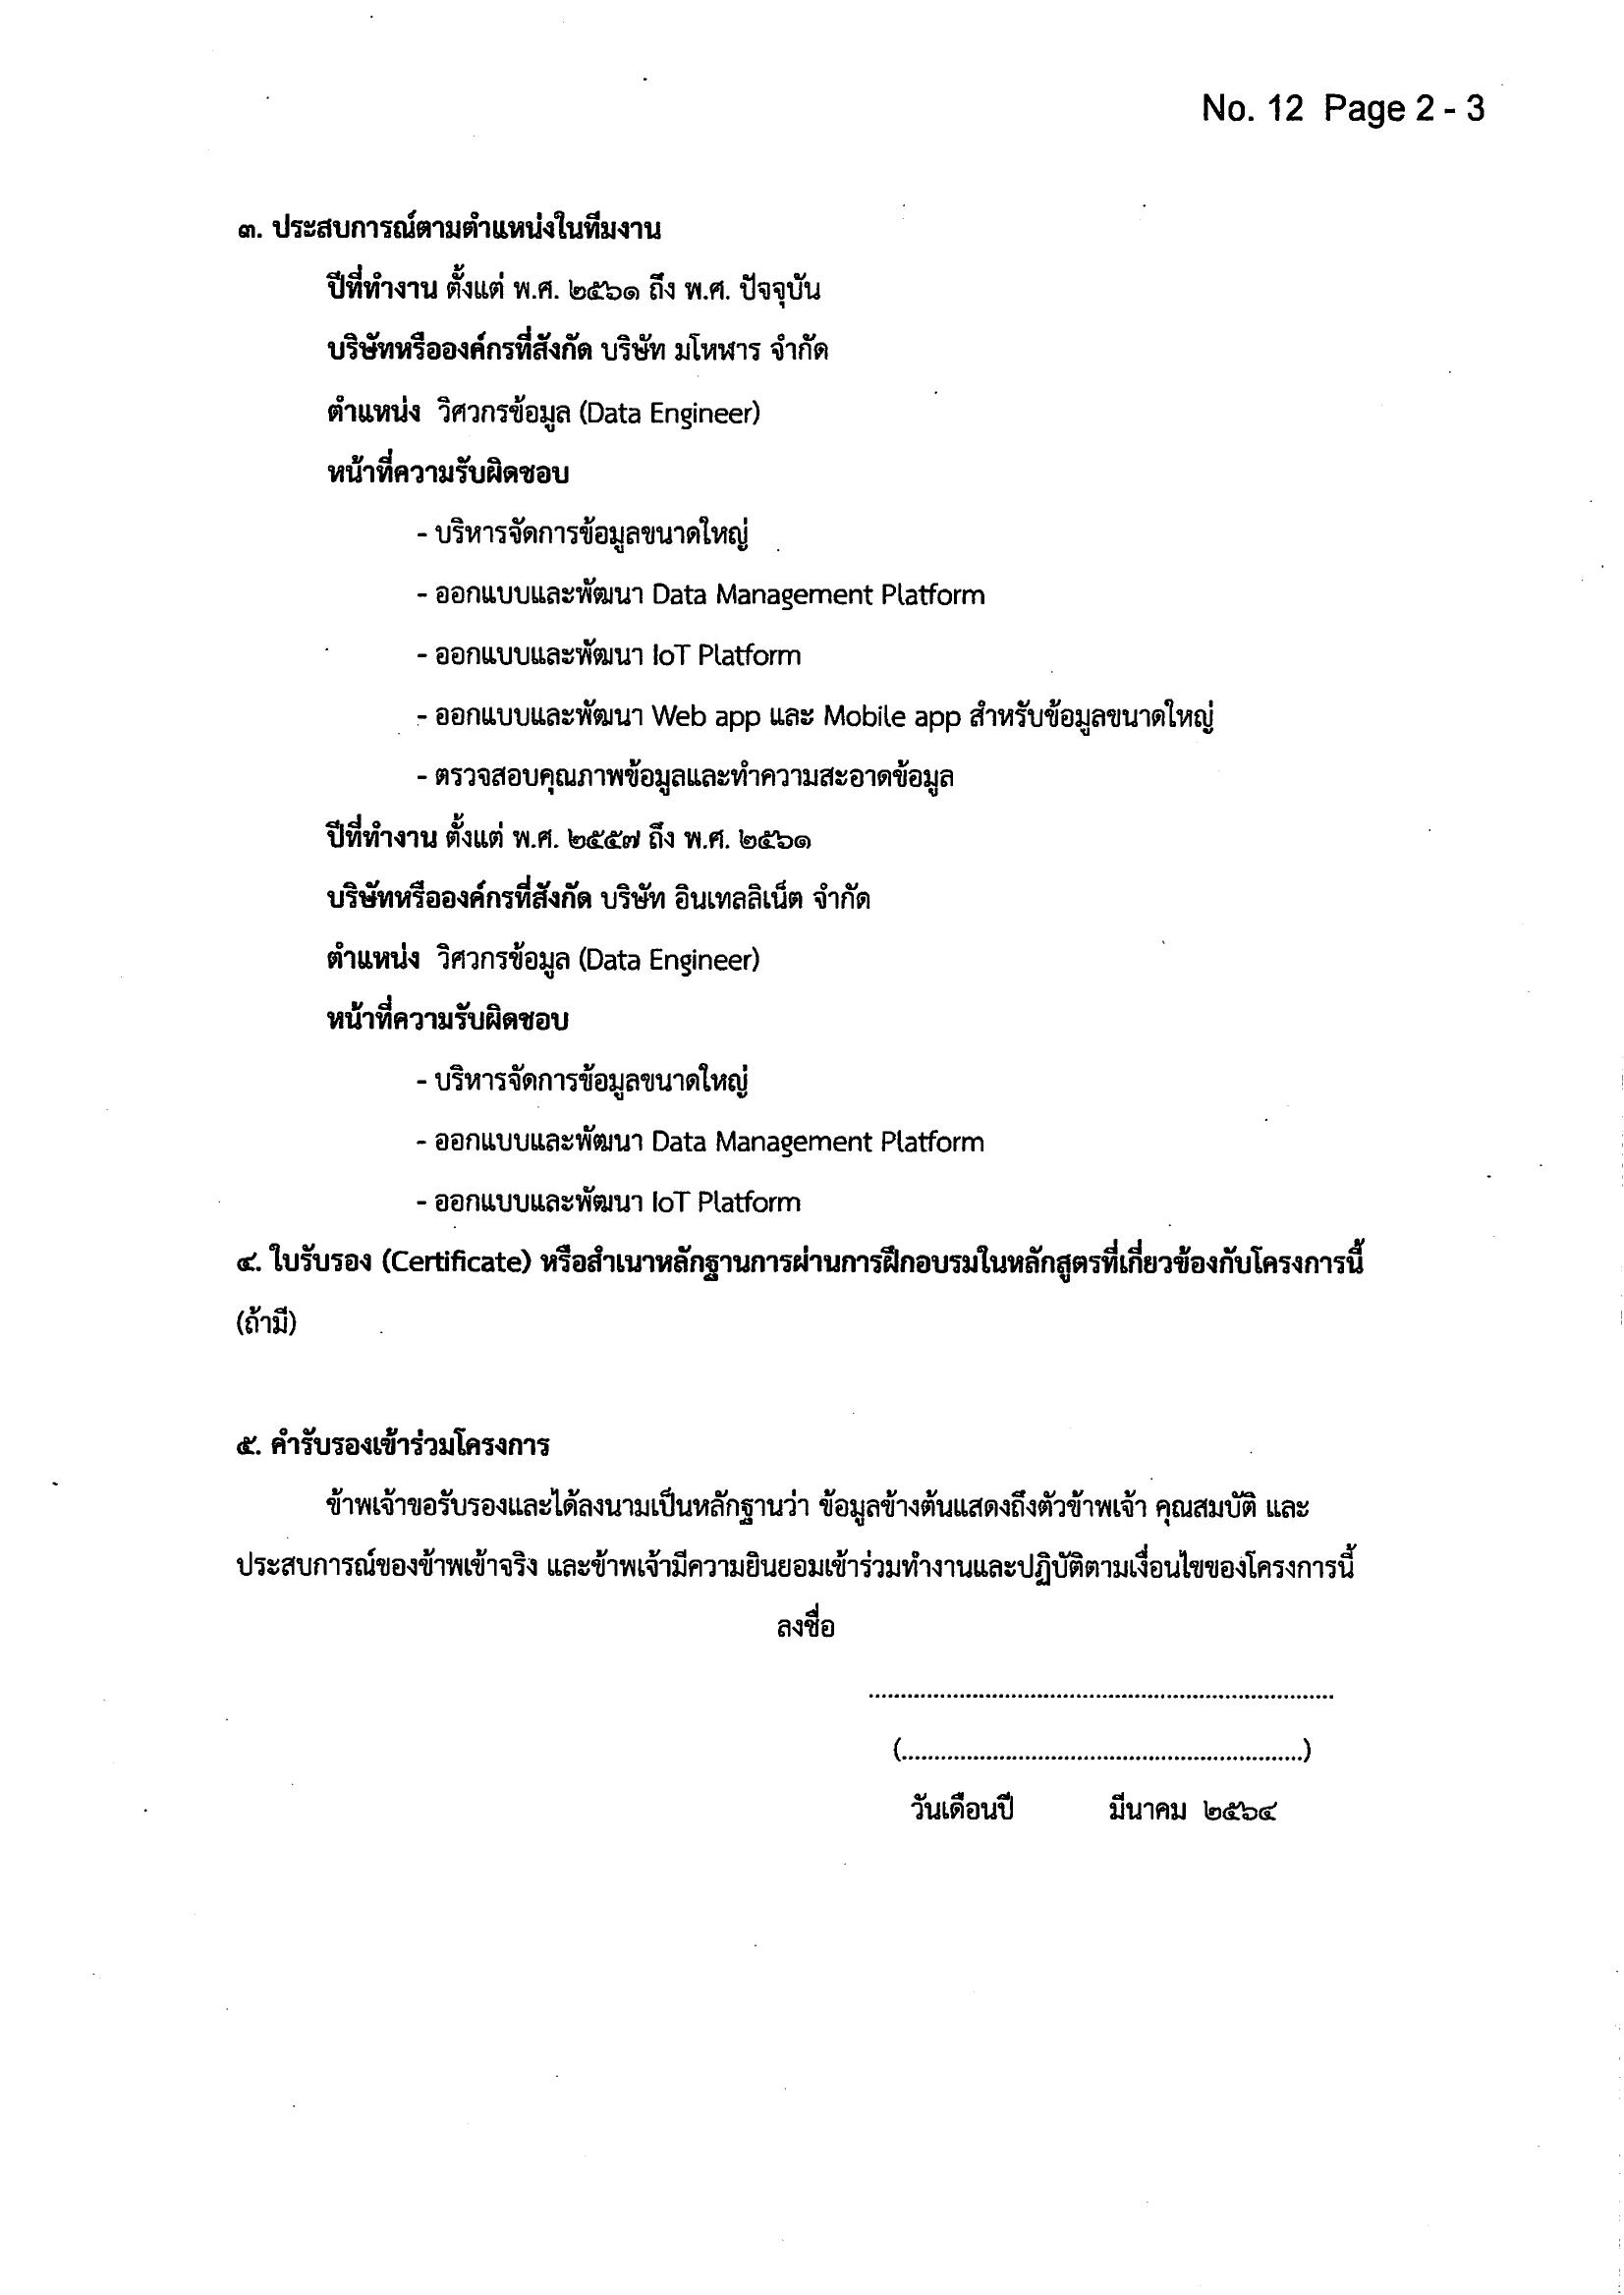 No. 12 Page 2 - 3
๓. ประสบการณ์ตามตำแหน่งในทีมงาน
ปีที่ทำงาน ตั้งแต่ พ.ศ. ๒๕๖๑ ถึง พ.ศ. ปัจจุบัน
บริษัทหรือองค์กรที่สังกัด บริษัท มโหฬาร จำกัด
ตำแหน่ง วิศวกรข้อมูล (Data Engineer)
หน้าที่ความรับผิดชอบ
- บริหารจัดการข้อมูลขนาดใหญ่
- ออกแบบและพัฒนา Data Management Platform
- ออกแบบและพัฒนา IoT Platform
- ออกแบบและพัฒนา Web app และ Mobile app สำหรับข้อมูลขนาดใหญ่
- ตรวจสอบคุณภาพข้อมูลและทำความสะอาดข้อมูล
ปีที่ทำงาน ตั้งแต่ พ.ศ. ๒๕๕๗ ถึง พ.ศ. ๒๕๖๑
บริษัทหรือองค์กรที่สังกัด บริษัท อินเทลลิเน็ต จำกัด
ตำแหน่ง วิศวกรข้อมูล (Data Engineer)
หน้าที่ความรับผิดชอบ
- บริหารจัดการข้อมูลขนาดใหญ่
- ออกแบบและพัฒนา Data Management Platform
- ออกแบบและพัฒนา IoT Platform
๔. ใบรับรอง (Certificate) หรือสำเนาหลักฐานการผ่านการฝึกอบรมในหลักสูตรที่เกี่ยวข้องกับโครงการนี้
(ถ้ามี)
๕. คำรับรองเข้าร่วมโครงการ
ข้าพเจ้าขอรับรองและได้ลงนามเป็นหลักฐานว่า ข้อมูลข้างต้นแสดงถึงตัวข้าพเจ้า คุณสมบัติ และ
ประสบการณ์ของข้าพเข้าจริง และข้าพเจ้ามีความยินยอมเข้าร่วมทำงานและปฏิบัติตามเงื่อนไขของโครงการนี้
ลงชื่อ
..........................................................................
(................................................................)
วันเดือนปี มีนาคม ๒๕๖๔